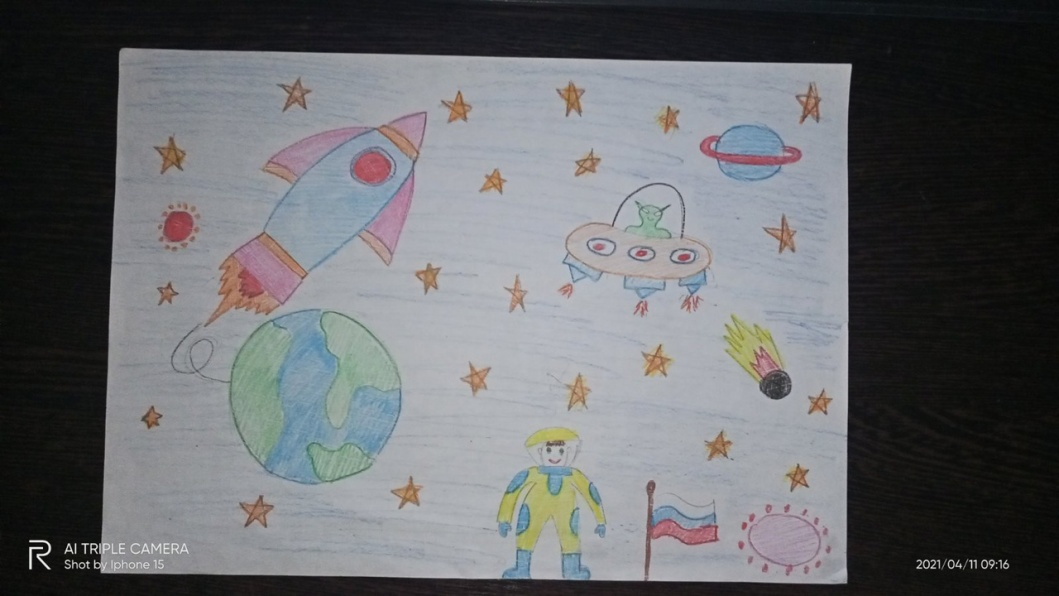 AI TRIPLE CAMERA
Shot by Iphone 15
2021/04/11 09:16